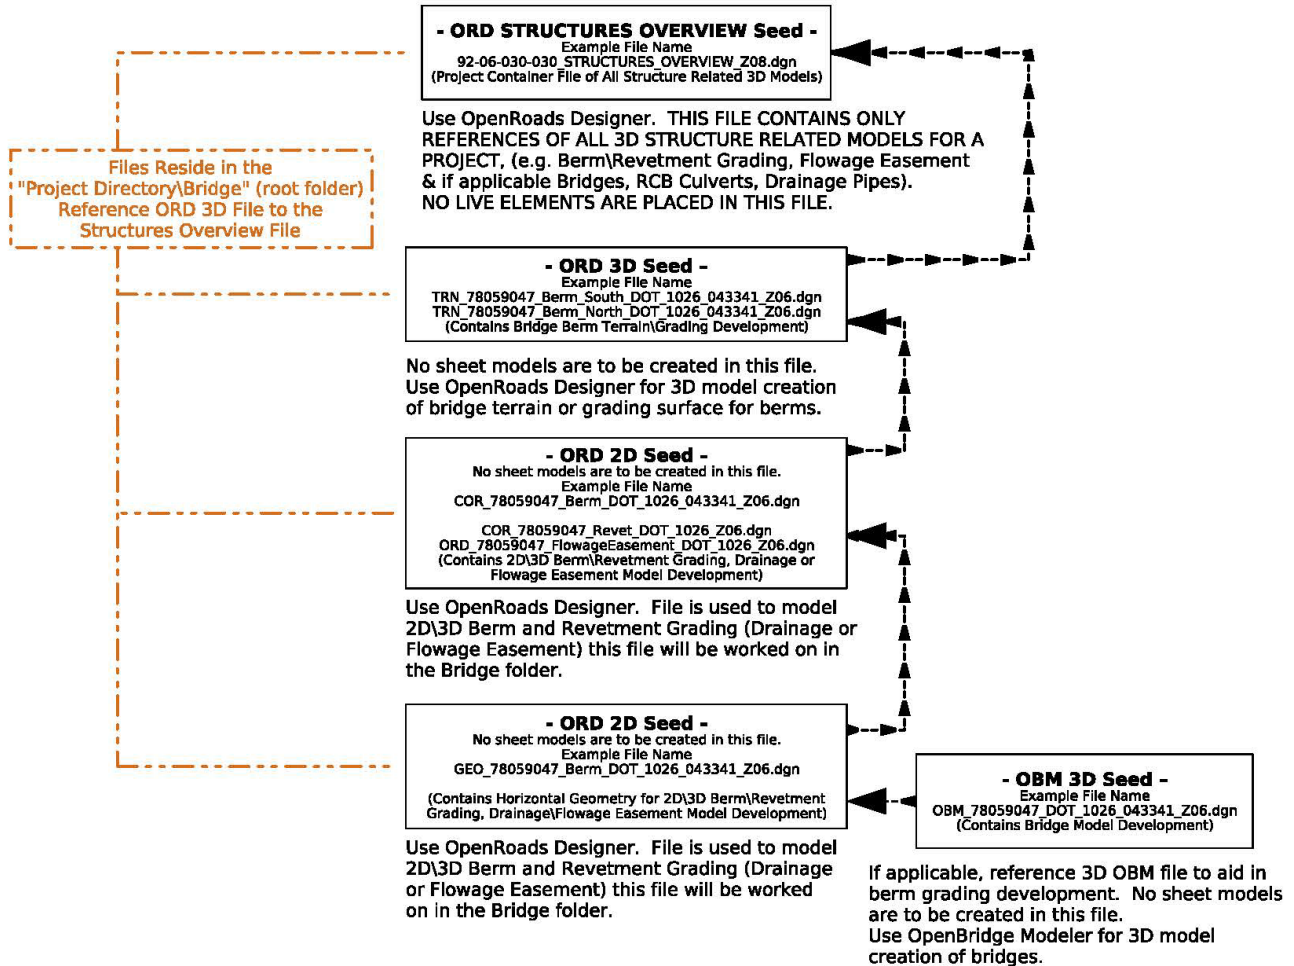 - ORD STRUCTURES OVERVIEW Seed -
Example File Name
92-06-030-030_STRUCTURES_OVERVIEW_Z08.dgn
(Project Container File of All Structure Related 3D Models)
Use OpenRoads Designer.  THIS FILE CONTAINS ONLY
REFERENCES OF ALL 3D STRUCTURE RELATED MODELS FOR A
PROJECT, (e.g. Berm\Revetment Grading, Flowage Easement
& if applicable Bridges, RCB Culverts, Drainage Pipes).
NO LIVE ELEMENTS ARE PLACED IN THIS FILE.
Files Reside in the
"Project Directory\Bridge" (root folder)
Reference ORD 3D File to the
Structures Overview File
- ORD 3D Seed -
Example File Name
TRN_78059047_Berm_South_DOT_1026_043341_Z06.dgn
TRN_78059047_Berm_North_DOT_1026_043341_Z06.dgn
(Contains Bridge Berm Terrain\Grading Development)
No sheet models are to be created in this file.
Use OpenRoads Designer for 3D model creation
of bridge terrain or grading surface for berms.
- ORD 2D Seed -
No sheet models are to be created in this file.
Example File Name
COR_78059047_Berm_DOT_1026_043341_Z06.dgn
COR_78059047_Revet_DOT_1026_Z06.dgn
ORD_78059047_FlowageEasement_DOT_1026_Z06.dgn
(Contains 2D\3D Berm\Revetment Grading, Drainage or
Flowage Easement Model Development)
Use OpenRoads Designer.  File is used to model
2D\3D Berm and Revetment Grading (Drainage or
Flowage Easement) this file will be worked on in
the Bridge folder.
- ORD 2D Seed -
No sheet models are to be created in this file.
Example File Name
GEO_78059047_Berm_DOT_1026_043341_Z06.dgn
(Contains Horizontal Geometry for 2D\3D Berm\Revetment
Grading, Drainage\Flowage Easement Model Development)
Use OpenRoads Designer.  File is used to model
2D\3D Berm and Revetment Grading (Drainage
or Flowage Easement) this file will be worked
on in the Bridge folder.
- OBM 3D Seed -
Example File Name
OBM_78059047_DOT_1026_043341_Z06.dgn
(Contains Bridge Model Development)
If applicable, reference 3D OBM file to aid in
berm grading development.  No sheet models
are to be created in this file.
Use OpenBridge Modeler for 3D model
creation of bridges.